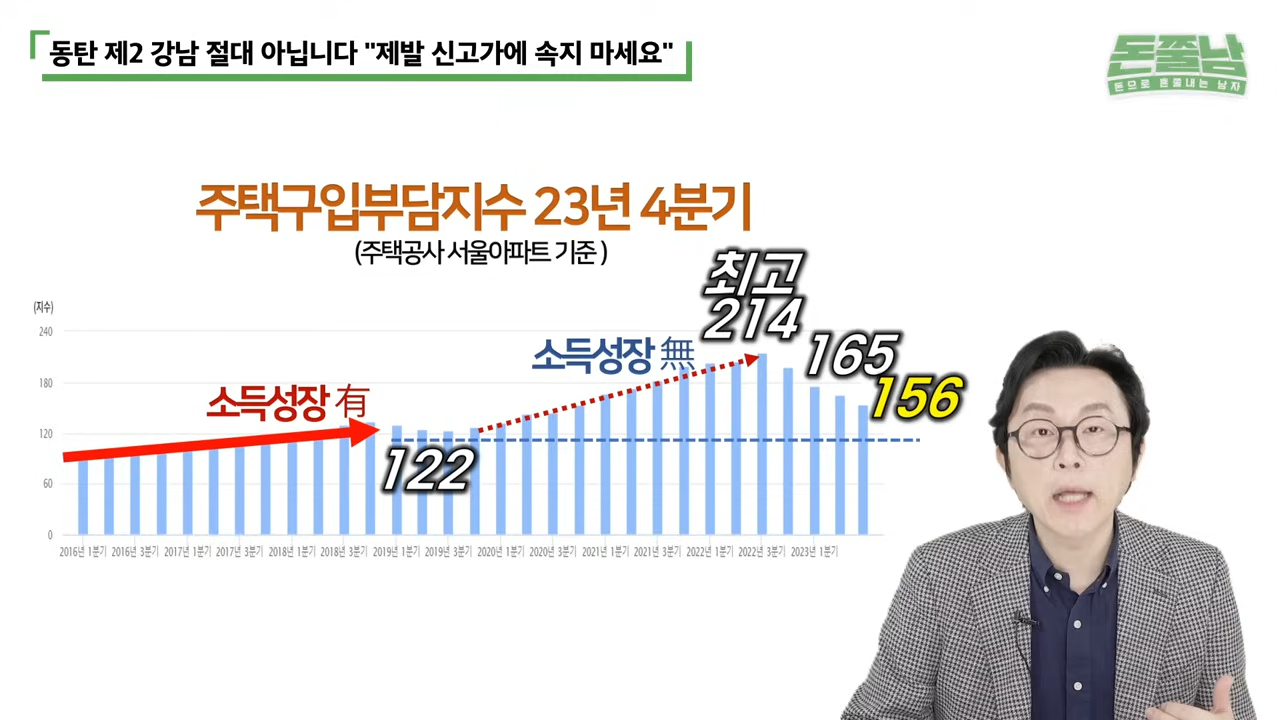 동탄 제2 강남 절대 아닙니다 "제발 신고가에 속지 마세요"
돈쭐남
돈으로 혼쭐내는 남자
주택구입부담지수 23년 4분기
(주택공사 서울아파트 기준 )
최고
214
165
156
소득성장 無
소득성장 有
122
(지수)
240
180
120
60
0
2016년 1분기 2016년 3분기 2017년 1분기 2017년 3분기 2018년 1분기 2018년 3분기 2019년 1분기 2019년 3분기 2020년 1분기 2020년 3분기 2021년 1분기 2021년 3분기 2022년 1분기 2022년 3분기 2023년 1분기